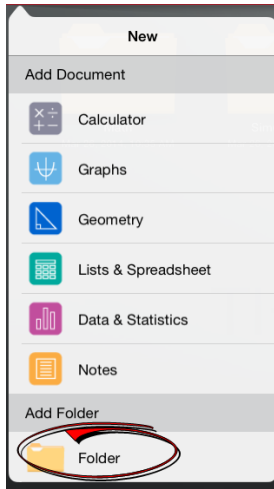 New
Add Document
Calculator
Graphs
Geometry
Lists & Spreadsheet
Data & Statistics
Notes
Add Folder
Folder